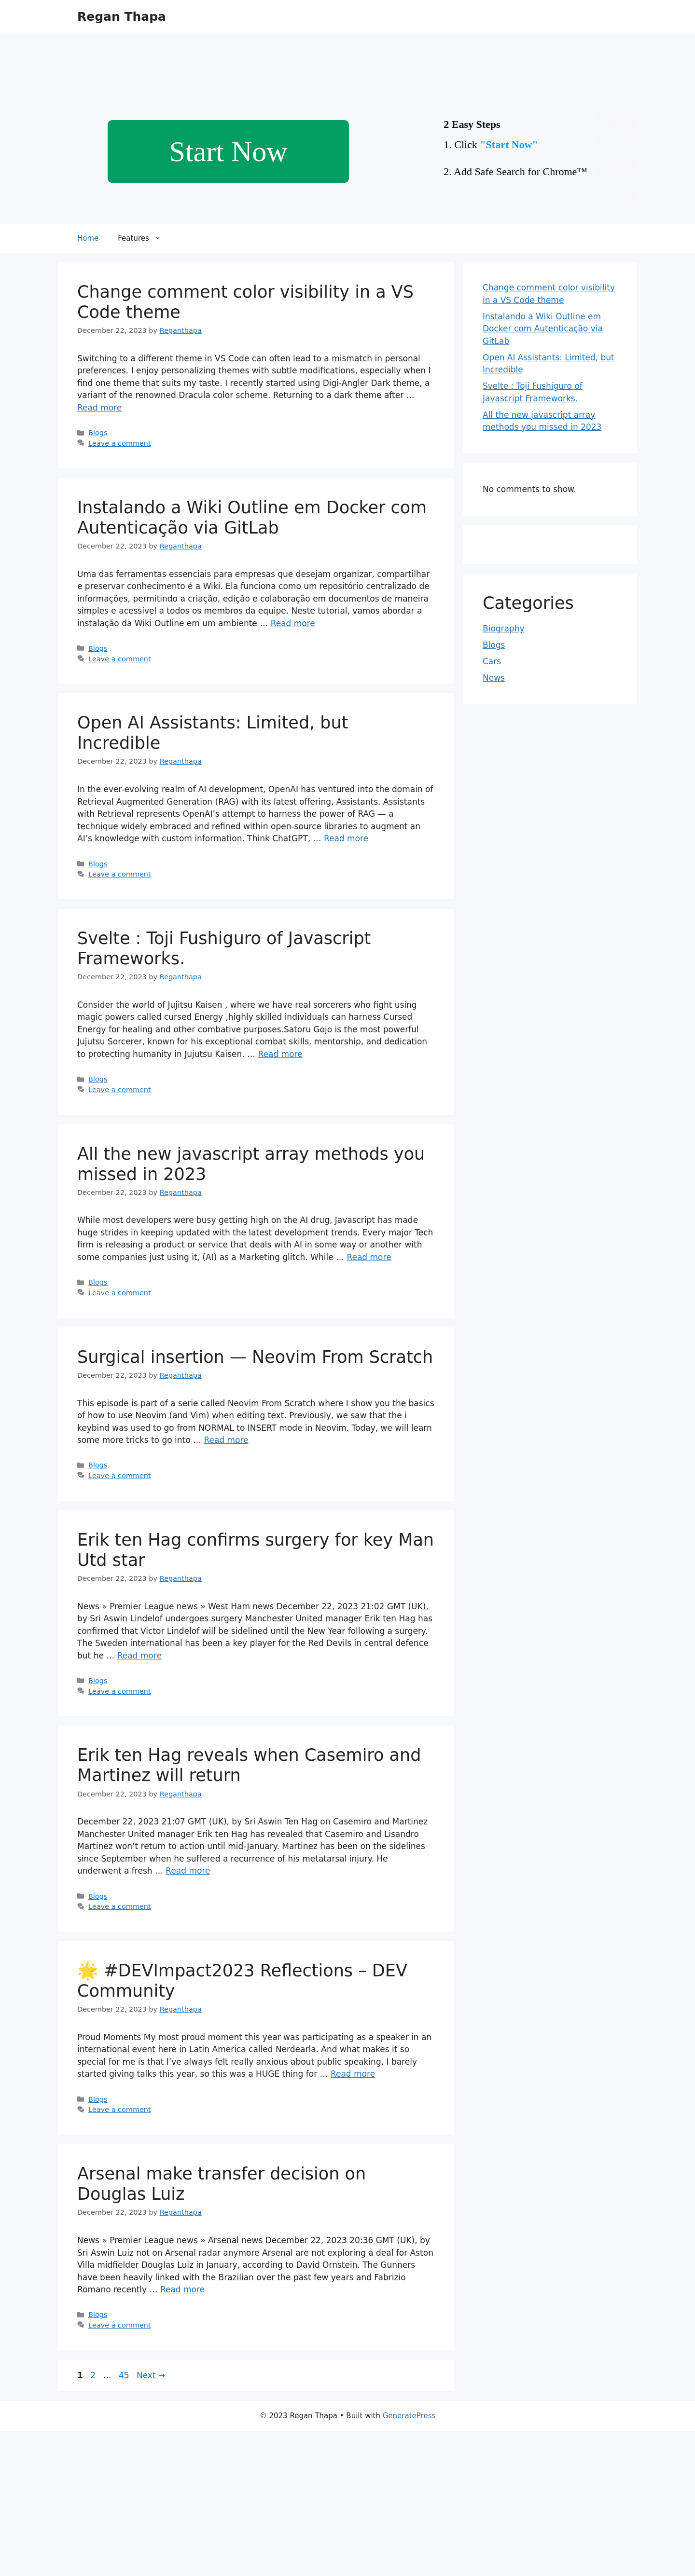 Regan Thapa
Start Now
2 Easy Steps
1. Click "Start Now"
2. Add Safe Search for Chrome™
Home
Features
Change comment color visibility in a VS
Code theme
December 22, 2023 by Reganthapa
Switching to a different theme in VS Code can often lead to a mismatch in personal
preferences. I enjoy personalizing themes with subtle modifications, especially when I
find one theme that suits my taste. I recently started using Digi-Angler Dark theme, a
variant of the renowned Dracula color scheme. Returning to a dark theme after …
Read more
Blogs
Leave a comment
Instalando a Wiki Outline em Docker com
Autenticação via GitLab
December 22, 2023 by Reganthapa
Uma das ferramentas essenciais para empresas que desejam organizar, compartilhar
e preservar conhecimento é a Wiki. Ela funciona como um repositório centralizado de
informações, permitindo a criação, edição e colaboração em documentos de maneira
simples e acessível a todos os membros da equipe. Neste tutorial, vamos abordar a
instalação da Wiki Outline em um ambiente … Read more
Blogs
Leave a comment
Open AI Assistants: Limited, but
Incredible
December 22, 2023 by Reganthapa
In the ever-evolving realm of AI development, OpenAI has ventured into the domain of
Retrieval Augmented Generation (RAG) with its latest offering, Assistants. Assistants
with Retrieval represents OpenAI’s attempt to harness the power of RAG — a
technique widely embraced and refined within open-source libraries to augment an
AI’s knowledge with custom information. Think ChatGPT, … Read more
Blogs
Leave a comment
Svelte : Toji Fushiguro of Javascript
Frameworks.
December 22, 2023 by Reganthapa
Consider the world of Jujitsu Kaisen , where we have real sorcerers who fight using
magic powers called cursed Energy ,highly skilled individuals can harness Cursed
Energy for healing and other combative purposes.Satoru Gojo is the most powerful
Jujutsu Sorcerer, known for his exceptional combat skills, mentorship, and dedication
to protecting humanity in Jujutsu Kaisen. … Read more
Blogs
Leave a comment
All the new javascript array methods you
missed in 2023
December 22, 2023 by Reganthapa
While most developers were busy getting high on the AI drug, Javascript has made
huge strides in keeping updated with the latest development trends. Every major Tech
firm is releasing a product or service that deals with AI in some way or another with
some companies just using it, (AI) as a Marketing glitch. While … Read more
Blogs
Leave a comment
Surgical insertion — Neovim From Scratch
December 22, 2023 by Reganthapa
This episode is part of a serie called Neovim From Scratch where I show you the basics
of how to use Neovim (and Vim) when editing text. Previously, we saw that the i
keybind was used to go from NORMAL to INSERT mode in Neovim. Today, we will learn
some more tricks to go into … Read more
Blogs
Leave a comment
Erik ten Hag confirms surgery for key Man
Utd star
December 22, 2023 by Reganthapa
News » Premier League news » West Ham news December 22, 2023 21:02 GMT (UK),
by Sri Aswin Lindelof undergoes surgery Manchester United manager Erik ten Hag has
confirmed that Victor Lindelof will be sidelined until the New Year following a surgery.
The Sweden international has been a key player for the Red Devils in central defence
but he … Read more
Blogs
Leave a comment
Erik ten Hag reveals when Casemiro and
Martinez will return
December 22, 2023 by Reganthapa
December 22, 2023 21:07 GMT (UK), by Sri Aswin Ten Hag on Casemiro and Martinez
Manchester United manager Erik ten Hag has revealed that Casemiro and Lisandro
Martinez won’t return to action until mid-January. Martinez has been on the sidelines
since September when he suffered a recurrence of his metatarsal injury. He
underwent a fresh … Read more
Blogs
Leave a comment
🌟 #DEVImpact2023 Reflections – DEV
Community
December 22, 2023 by Reganthapa
Proud Moments My most proud moment this year was participating as a speaker in an
international event here in Latin America called Nerdearla. And what makes it so
special for me is that I’ve always felt really anxious about public speaking, I barely
started giving talks this year, so this was a HUGE thing for … Read more
Blogs
Leave a comment
Arsenal make transfer decision on
Douglas Luiz
December 22, 2023 by Reganthapa
News » Premier League news » Arsenal news December 22, 2023 20:36 GMT (UK), by
Sri Aswin Luiz not on Arsenal radar anymore Arsenal are not exploring a deal for Aston
Villa midfielder Douglas Luiz in January, according to David Ornstein. The Gunners
have been heavily linked with the Brazilian over the past few years and Fabrizio
Romano recently … Read more
Blogs
Leave a comment
1 2 … 45 Next →
Change comment color visibility
in a VS Code theme
Instalando a Wiki Outline em
Docker com Autenticação via
GitLab
Open AI Assistants: Limited, but
Incredible
Svelte : Toji Fushiguro of
Javascript Frameworks.
All the new javascript array
methods you missed in 2023
No comments to show.
Categories
Biography
Blogs
Cars
News
© 2023 Regan Thapa • Built with GeneratePress